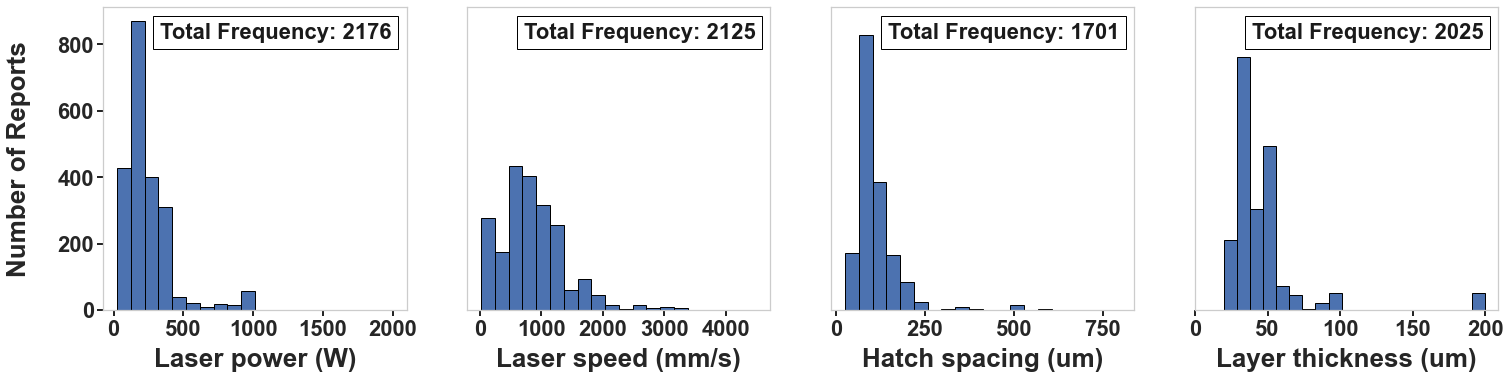 Number of Reports
800
600
400
200
0
Total Frequency: 2176
0 500 1000 1500 2000
Laser power (W)
Total Frequency: 2125
0 1000 2000 3000 4000
Laser speed (mm/s)
Total Frequency: 1701
0 250 500 750
Hatch spacing (um)
Total Frequency: 2025
0 50 100 150 200
Layer thickness (um)